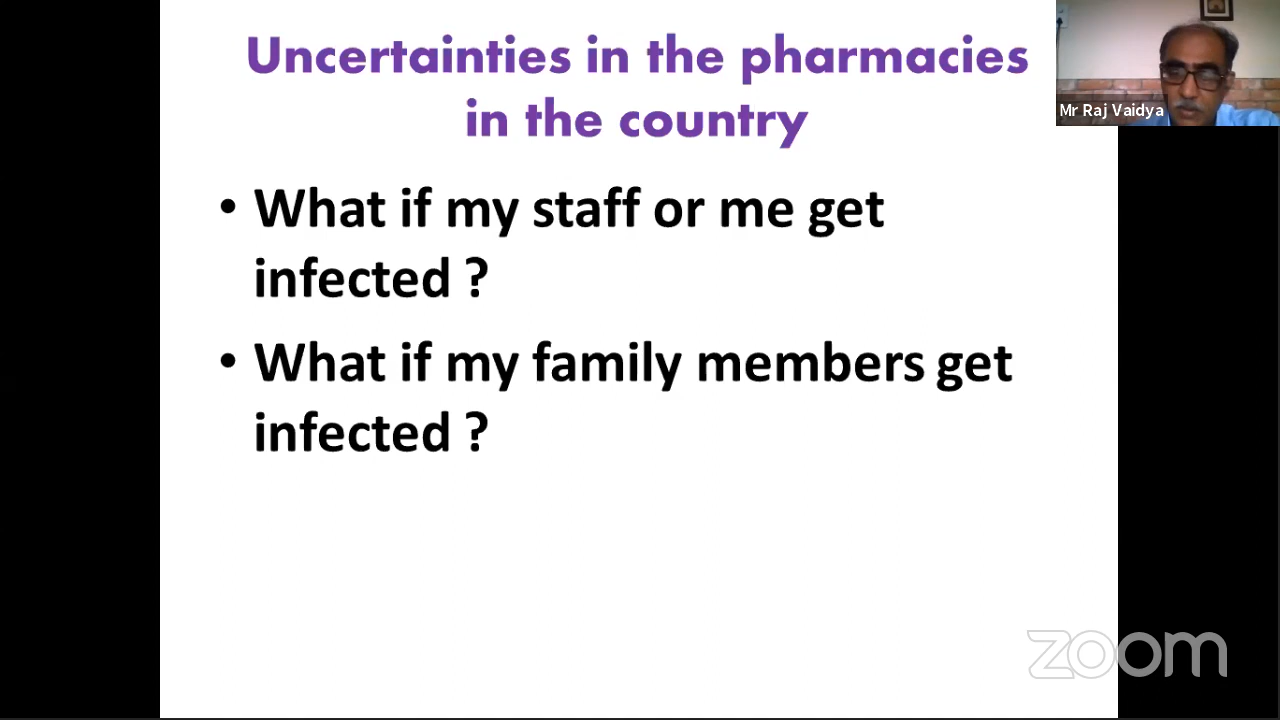 Uncertainties in the pharmacies
in the country
• What if my staff or me get
infected ?
• What if my family members get
infected ?
Mr Raj Vaidya
zoom